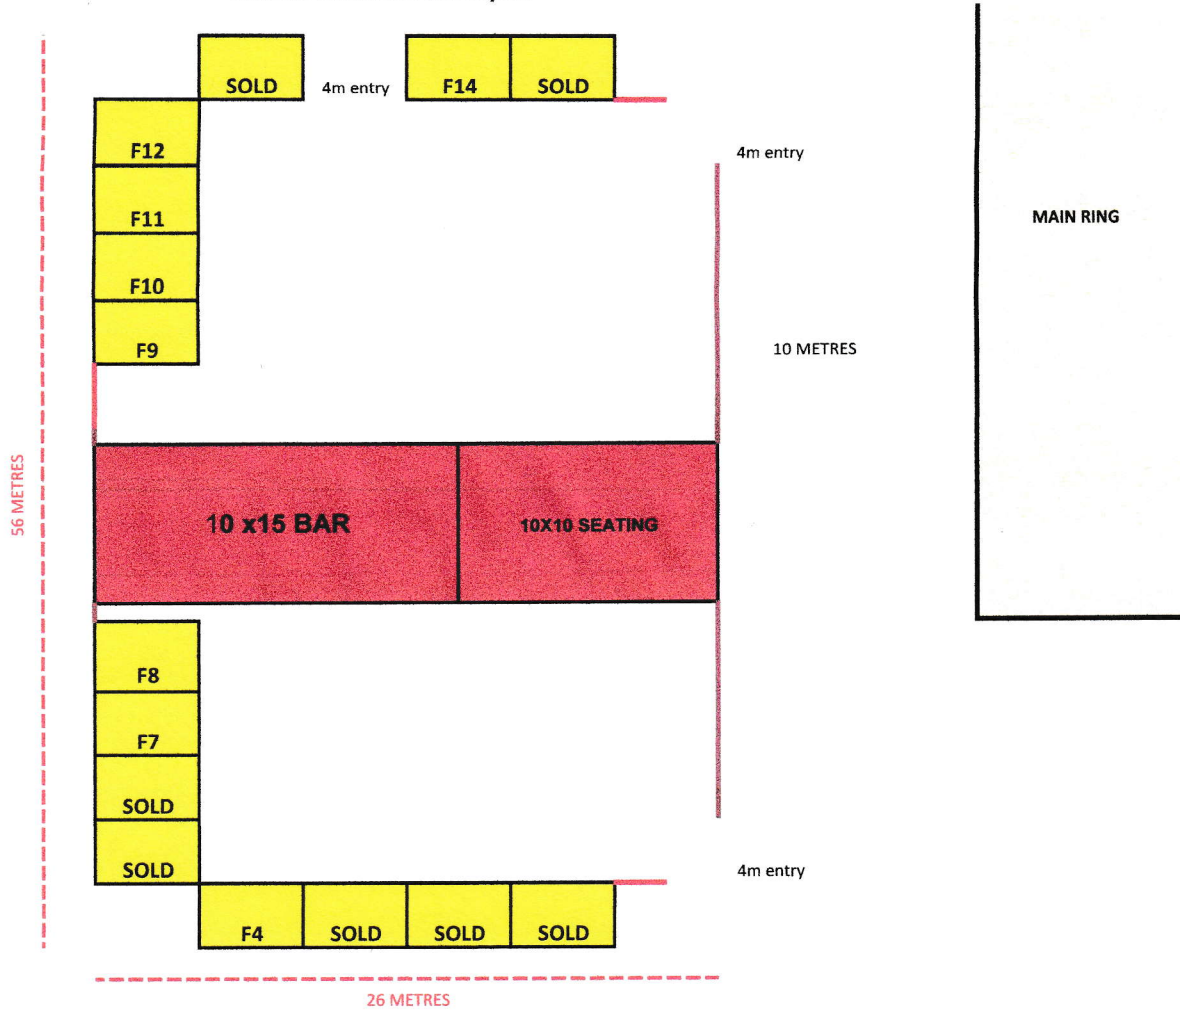 SOLD
4m entry
F14
SOLD
F12
4m entry
F11
MAIN RING
F10
F9
10 METRES
56 METRES
10 x15 BAR
10X10 SEATING
F8
F7
SOLD
SOLD
4m entry
F4
SOLD
SOLD
SOLD
26 METRES